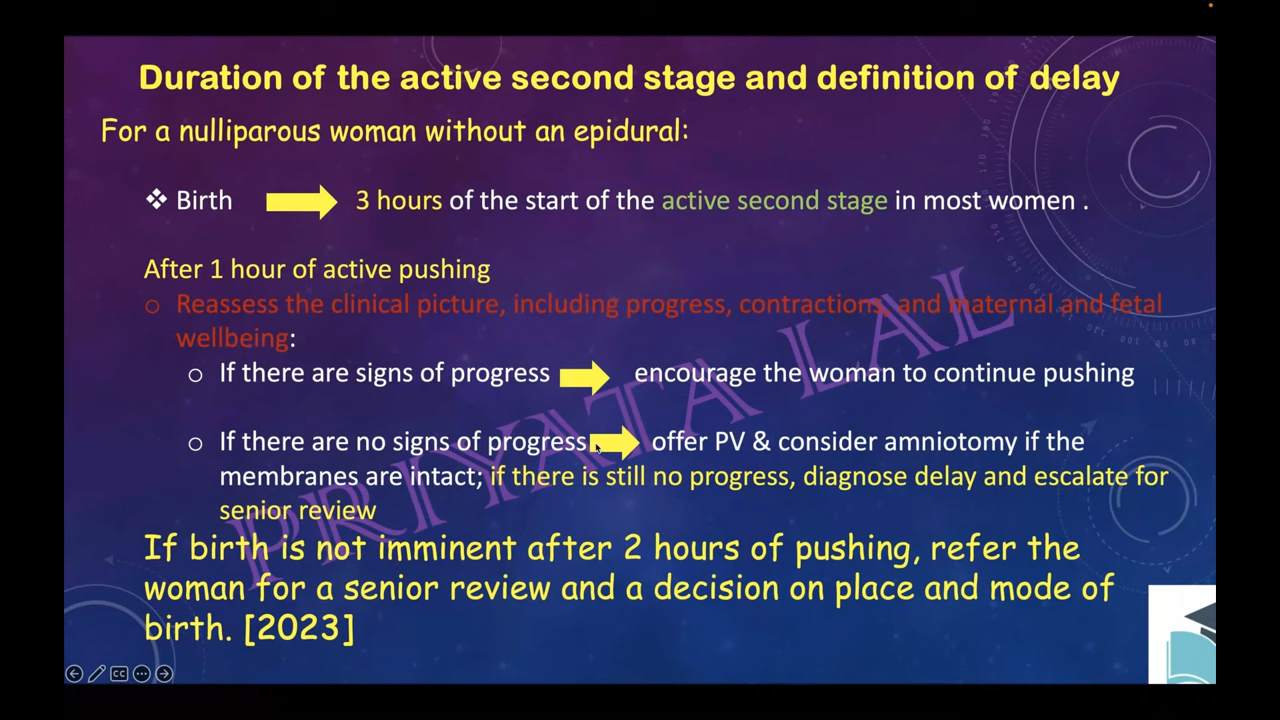 Duration of the active second stage and definition of delay
For a nulliparous woman without an epidural:
❖ Birth 3 hours of the start of the active second stage in most women .
After 1 hour of active pushing
o Reassess the clinical picture, including progress, contractions, and maternal and fetal
wellbeing:
o If there are signs of progress encourage the woman to continue pushing
o If there are no signs of progress offer PV & consider amniotomy if the
membranes are intact; if there is still no progress, diagnose delay and escalate for
senior review
If birth is not imminent after 2 hours of pushing, refer the
woman for a senior review and a decision on place and mode of
birth. [2023]
PRIYATA LAL
CC